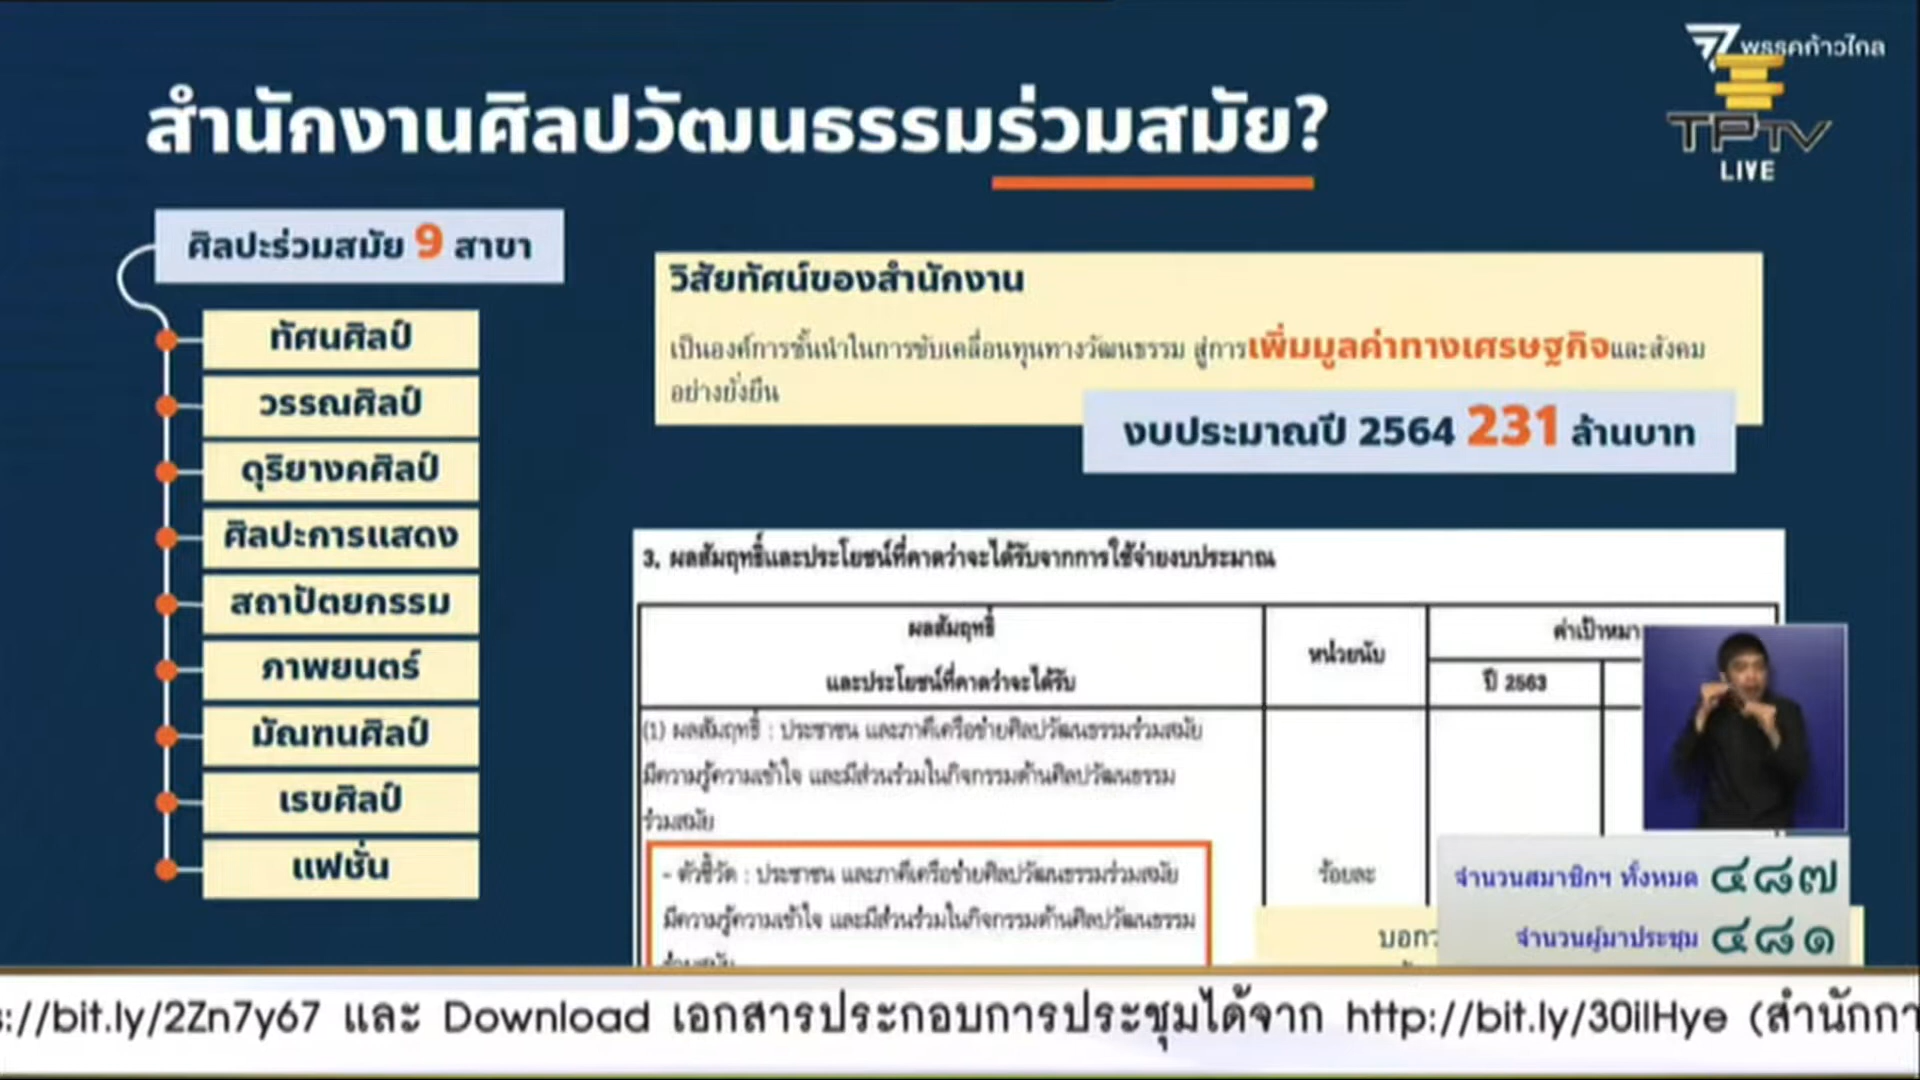 พรรคก้าวไกล
TPTV
LIVE
สำนักงานศิลปวัฒนธรรมร่วมสมัย?
ศิลปะร่วมสมัย 9 สาขา
ทัศนศิลป์
วรรณศิลป์
ดุริยางคศิลป์
ศิลปะการแสดง
สถาปัตยกรรม
ภาพยนตร์
มัณฑนศิลป์
เรขศิลป์
แฟชั่น
วิสัยทัศน์ของสำนักงาน
เป็นองค์การชั้นนำในการขับเคลื่อนทุนทางวัฒนธรรม สู่การเพิ่มมูลค่าทางเศรษฐกิจและสังคม
อย่างยั่งยืน
งบประมาณปี 2564 231 ล้านบาท
3. ผลสัมฤทธิ์และประโยชน์ที่คาดว่าจะได้รับจากการใช้จ่ายงบประมาณ
ผลสัมฤทธิ์
และประโยชน์ที่คาดว่าจะได้รับ
หน่วยนับ
ค่าเป้าหมา
ปี 2563
(1) ผลสัมฤทธิ์ : ประชาชน และภาคีเครือข่ายศิลปวัฒนธรรมร่วมสมัย
มีความรู้ความเข้าใจ และมีส่วนร่วมในกิจกรรมด้านศิลปวัฒนธรรม
ร่วมสมัย
- ตัวชี้วัด : ประชาชน และภาคีเครือข่ายศิลปวัฒนธรรมร่วมสมัย
มีความรู้ความเข้าใจ และมีส่วนร่วมในกิจกรรมด้านศิลปวัฒนธรรม
ร่วมสมัย
ร้อยละ
บอกว
จำนวนสมาชิกฯ ทั้งหมด ๔๘๗
จำนวนผู้มาประชุม ๔๘๑
://bit.ly/2Zn7y67 และ Download เอกสารประกอบการประชุมได้จาก http://bit.ly/30iIHye (สำนักกา